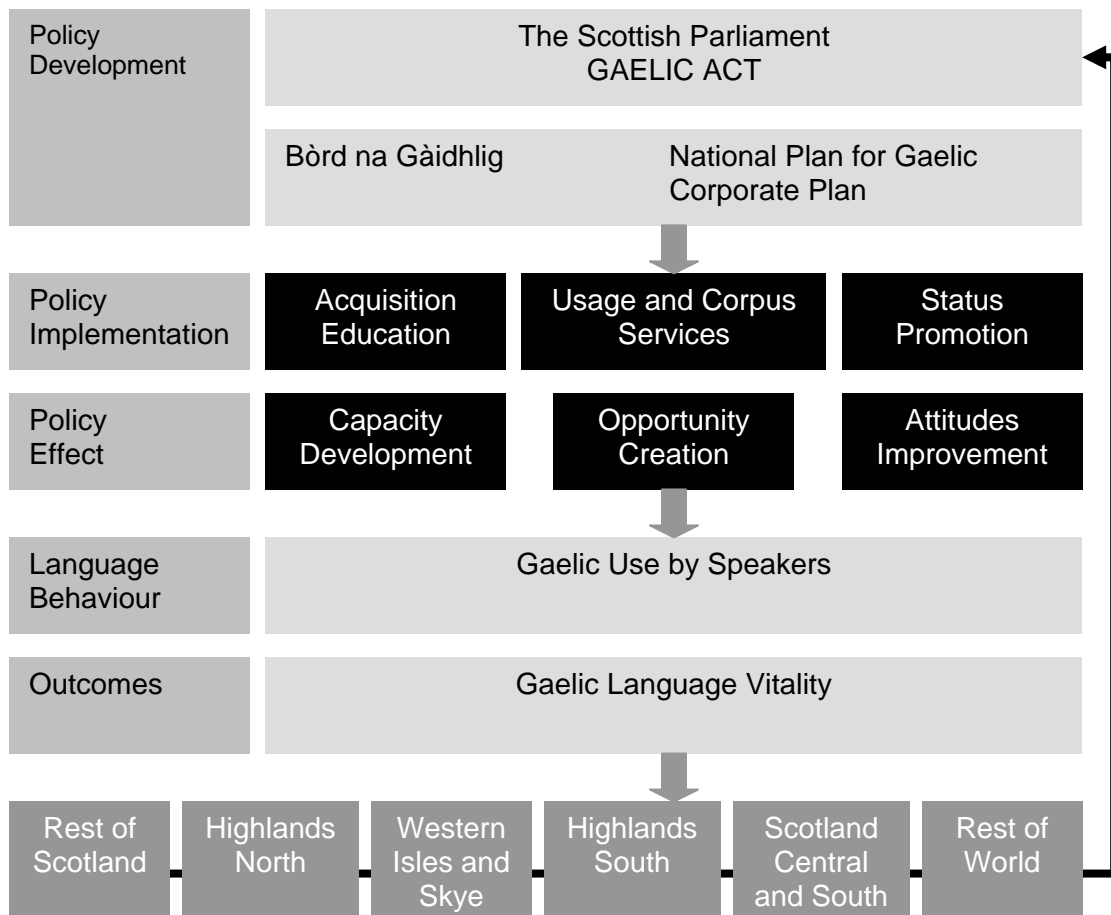 Policy
Development
The Scottish Parliament
GAELIC ACT
Bòrd na Gàidhlig
National Plan for Gaelic
Corporate Plan
Policy
Implementation
Acquisition
Education
Usage and Corpus
Services
Status
Promotion
Policy
Effect
Capacity
Development
Opportunity
Creation
Attitudes
Improvement
Language
Behaviour
Gaelic Use by Speakers
Outcomes
Gaelic Language Vitality
Rest of
Scotland
Highlands
North
Western
Isles and
Skye
Highlands
South
Scotland
Central
and South
Rest of
World